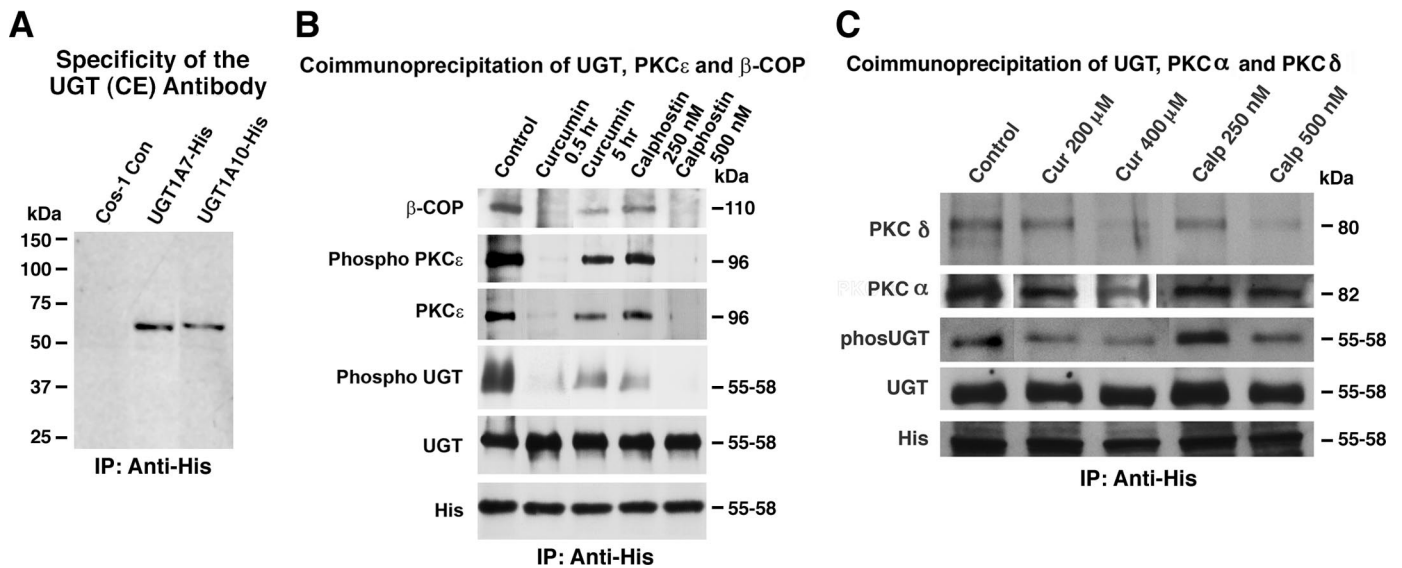 A
Specificity of the
UGT (CE) Antibody
Cos-1 Con
UGT1A7-His
UGT1A10-His
kDa
150
100
75
50
37
25
IP: Anti-His
B
Coimmunoprecipitation of UGT, PKCε and β-COP
Control
Curcumin
0.5 hr
Curcumin
5 hr
Calphostin
250 nM
Calphostin
500 nM
kDa
β-COP
110
Phospho PKCε
96
PKCε
96
Phospho UGT
55-58
UGT
55-58
His
55-58
IP: Anti-His
C
Coimmunoprecipitation of UGT, PKCα and PKCδ
Control
Cur 200 μM
Cur 400 μM
Calp 250 nM
Calp 500 nM
kDa
PKC δ
80
PKC α
82
phosUGT
55-58
UGT
55-58
His
55-58
IP: Anti-His